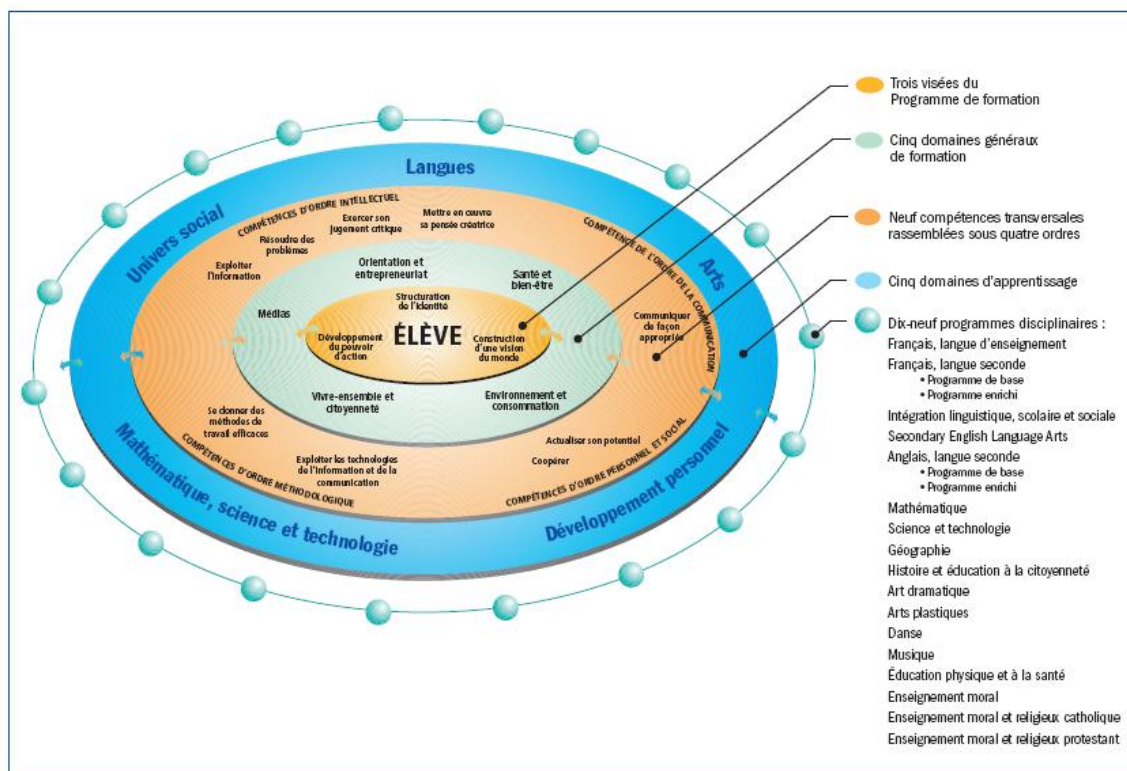 Langues
Univers social
Arts
Mathématique, science et technologie
Développement personnel
COMPÉTENCES D'ORDRE INTELLECTUEL
Exploiter
l'information
Résoudre des
problèmes
Exercer son
jugement critique
Mettre en œuvre
sa pensée créatrice
COMPÉTENCE DE L'ORDRE DE LA COMMUNICATION
Communiquer
de façon
appropriée
Orientation et
entrepreneuriat
Santé et
bien-être
Médias
Structuration
de l'identité
ÉLÈVE
Développement
du pouvoir
d'action
Construction
d'une vision
du monde
Vivre-ensemble et
citoyenneté
Environnement et
consommation
Se donner des
méthodes de
travail efficaces
Exploiter les technologies
de l'information et de la
communication
COMPÉTENCES D'ORDRE MÉTHODOLOGIQUE
Actualiser son potentiel
Coopérer
COMPÉTENCES D'ORDRE PERSONNEL ET SOCIAL
Trois visées du
Programme de formation
Cinq domaines généraux
de formation
Neuf compétences transversales
rassemblées sous quatre ordres
Cinq domaines d'apprentissage
Dix-neuf programmes disciplinaires :
Français, langue d'enseignement
Français, langue seconde
• Programme de base
• Programme enrichi
Intégration linguistique, scolaire et sociale
Secondary English Language Arts
Anglais, langue seconde
• Programme de base
• Programme enrichi
Mathématique
Science et technologie
Géographie
Histoire et éducation à la citoyenneté
Art dramatique
Arts plastiques
Danse
Musique
Éducation physique et à la santé
Enseignement moral
Enseignement moral et religieux catholique
Enseignement moral et religieux protestant